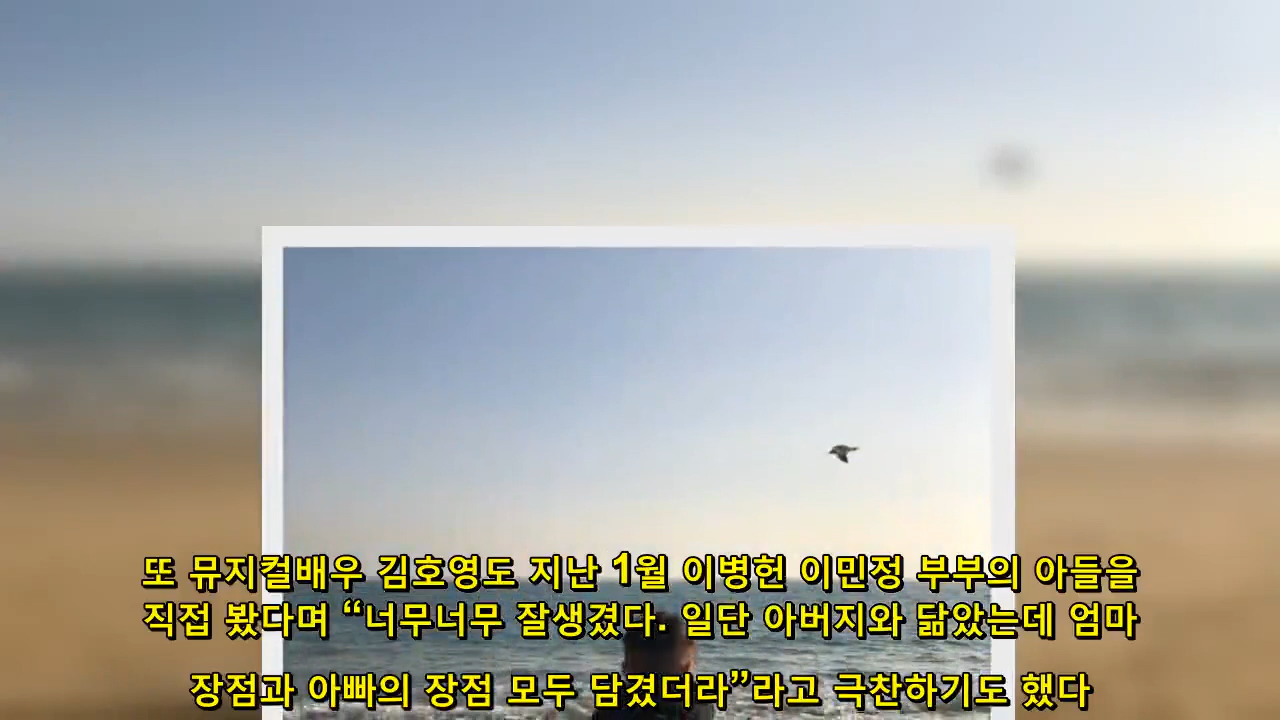 또 뮤지컬배우 김호영도 지난 1월 이병헌 이민정 부부의 아들을
직접 봤다며 “너무너무 잘생겼다. 일단 아버지와 닮았는데 엄마
장점과 아빠의 장점 모두 담겼더라”라고 극찬하기도 했다